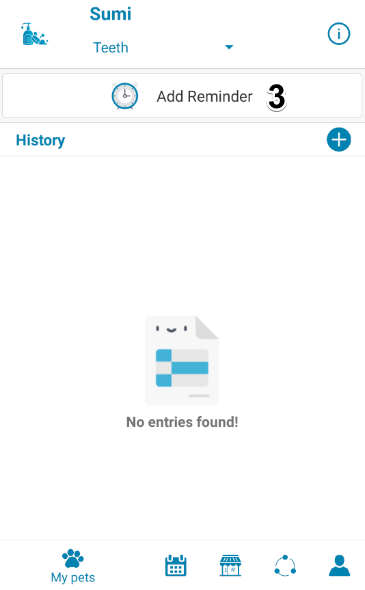 Sumi
Teeth
Add Reminder 3
History
No entries found!
My pets